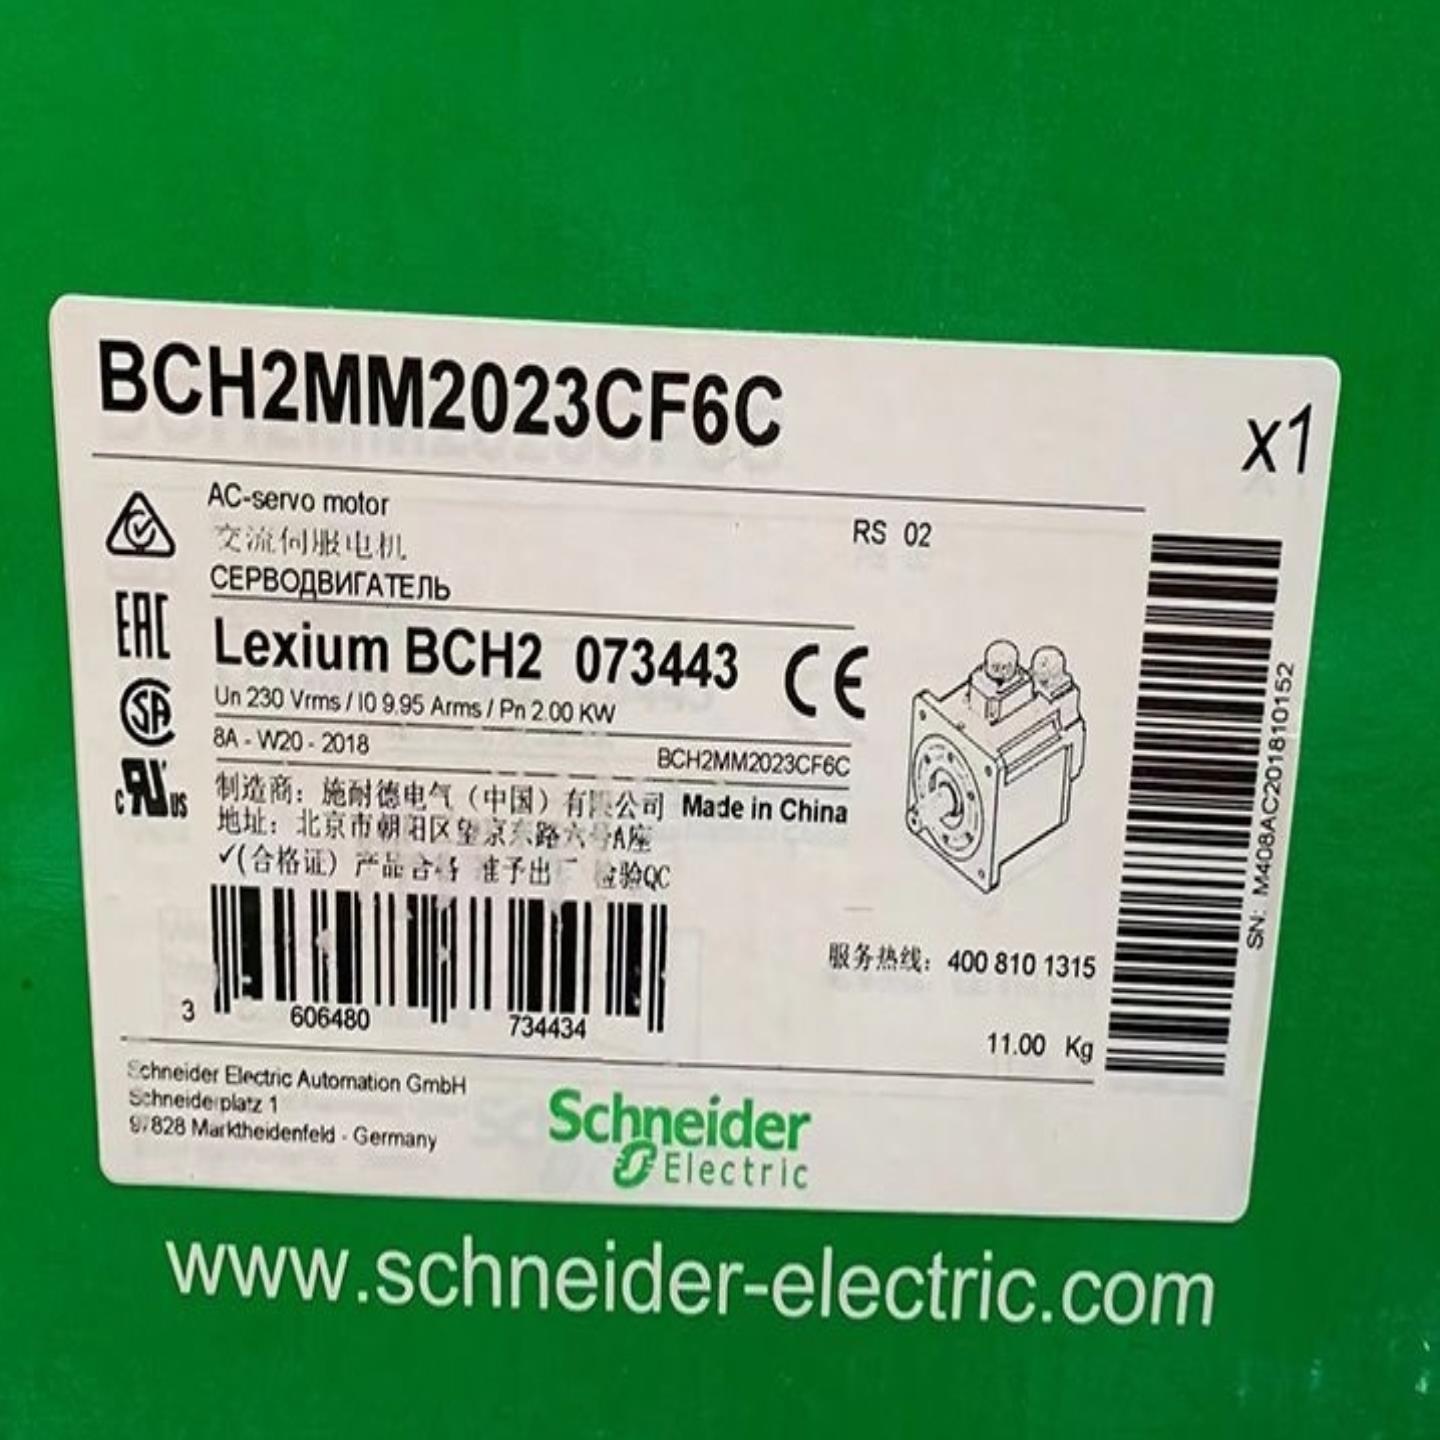 BCH2MM2023CF6C
x1
AC-servo motor
RS 02
交流伺服电机
СЕРВОДВИГАТЕЛЬ
EAC
Lexium BCH2 073443
CE
Un 230 Vrms / I0 9.95 Arms / Pn 2.00 KW
SA
8A - W20 - 2018
BCH2MM2023CF6C
c RU us
制造商：施耐德电气（中国）有限公司 Made in China
地址：北京市朝阳区望京东路六号A座
✓(合格证) 产品合格 准予出厂 检验QC
SN: M408AC201810152
服务热线：400 810 1315
3 606480 734434
11.00 Kg
Schneider Electric Automation GmbH
Schneiderplatz 1
97828 Marktheidenfeld - Germany
Schneider
Electric
www.schneider-electric.com